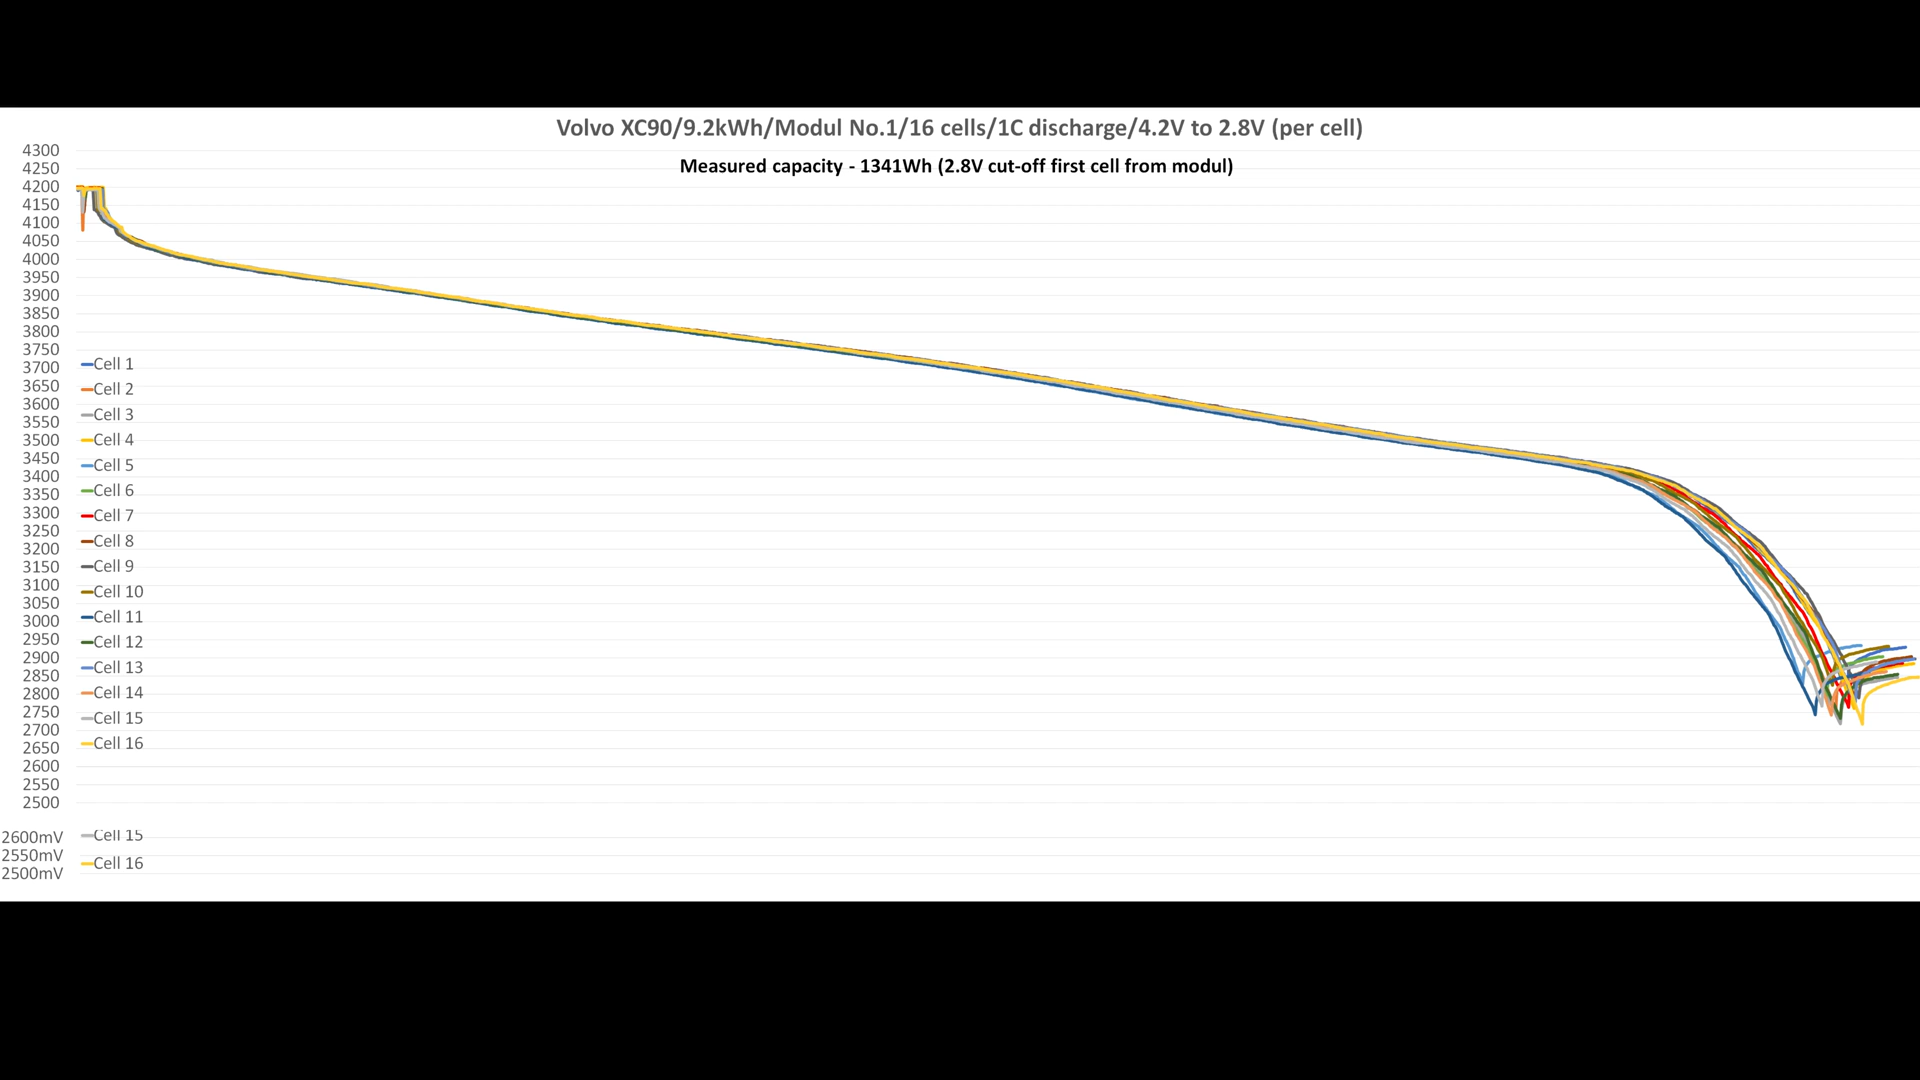 Volvo XC90/9.2kWh/Modul No.1/16 cells/1C discharge/4.2V to 2.8V (per cell)
Measured capacity - 1341Wh (2.8V cut-off first cell from modul)
4300
4250
4200
4150
4100
4050
4000
3950
3900
3850
3800
3750
3700
3650
3600
3550
3500
3450
3400
3350
3300
3250
3200
3150
3100
3050
3000
2950
2900
2850
2800
2750
2700
2650
2600
2550
2500
Cell 1
Cell 2
Cell 3
Cell 4
Cell 5
Cell 6
Cell 7
Cell 8
Cell 9
Cell 10
Cell 11
Cell 12
Cell 13
Cell 14
Cell 15
Cell 16
2600mV
2550mV
2500mV
Cell 15
Cell 16